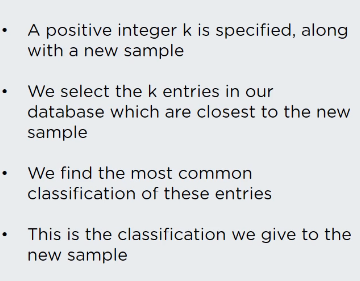 • A positive integer k is specified, along
with a new sample
• We select the k entries in our
database which are closest to the new
sample
• We find the most common
classification of these entries
• This is the classification we give to the
new sample